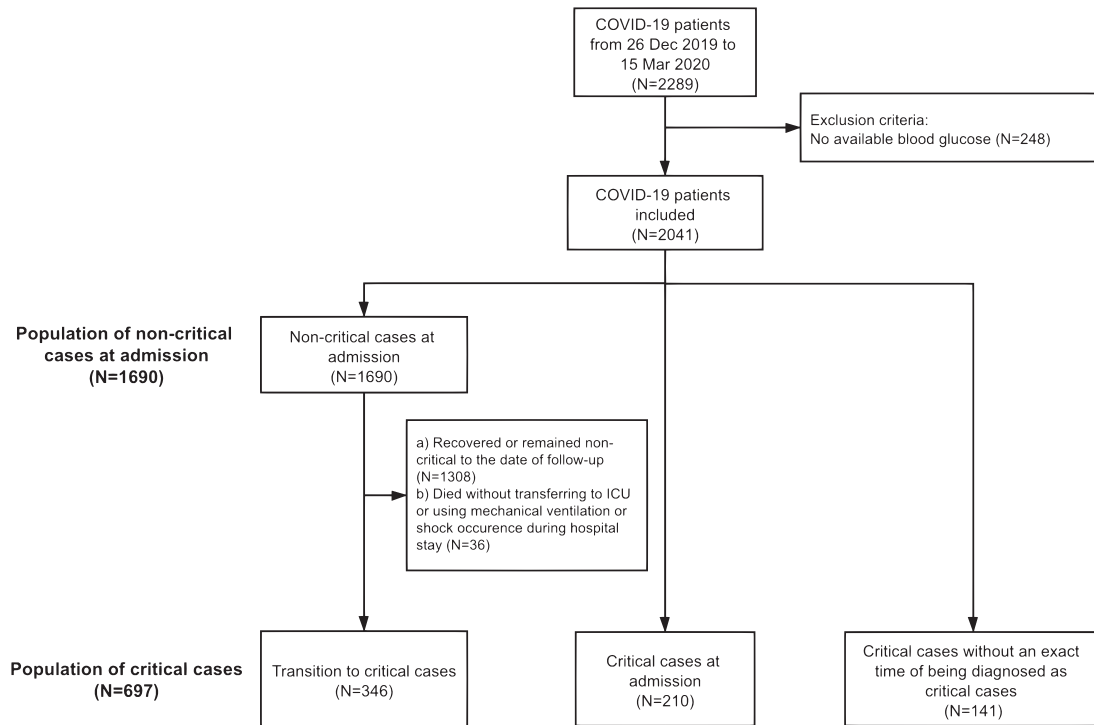 COVID-19 patients
from 26 Dec 2019 to
15 Mar 2020
(N=2289)
Exclusion criteria:
No available blood glucose (N=248)
COVID-19 patients
included
(N=2041)
Population of non-critical
cases at admission
(N=1690)
Non-critical cases at
admission
(N=1690)
a) Recovered or remained non-
critical to the date of follow-up
(N=1308)
b) Died without transferring to ICU
or using mechanical ventilation or
shock occurence during hospital
stay (N=36)
Population of critical cases
(N=697)
Transition to critical cases
(N=346)
Critical cases at
admission
(N=210)
Critical cases without an exact
time of being diagnosed as
critical cases
(N=141)